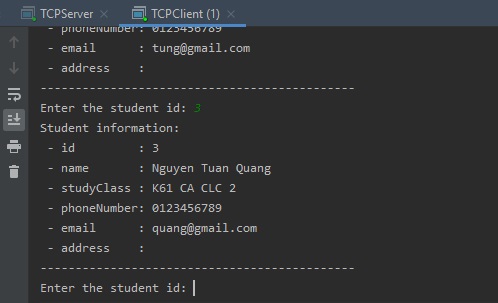 TCPServer × TCPClient (1) ×
- phoneNumber: 0123456789
- email : tung@gmail.com
- address :
---------------------------------------------
Enter the student id: 3
Student information:
- id : 3
- name : Nguyen Tuan Quang
- studyClass : K61 CA CLC 2
- phoneNumber: 0123456789
- email : quang@gmail.com
- address :
---------------------------------------------
Enter the student id: